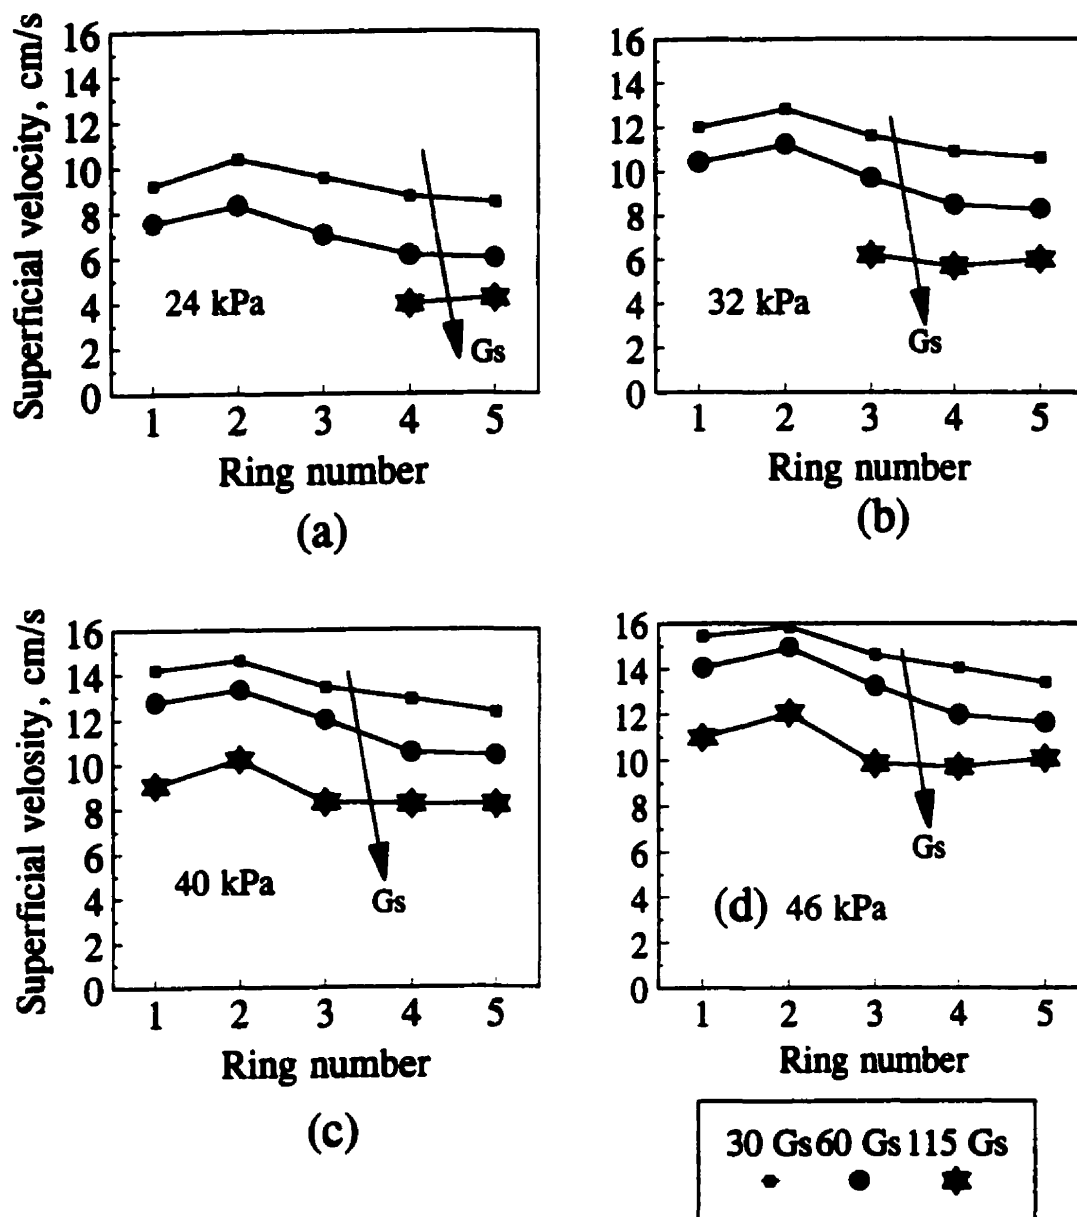 Superficial velocity, cm/s
16
14
12
10
8
6
4
2
0
24 kPa
Gs
1 2 3 4 5
Ring number
(a)
16
14
12
10
8
6
4
2
0
32 kPa
Gs
1 2 3 4 5
Ring number
(b)
Superficial velosity, cm/s
16
14
12
10
8
6
4
2
0
40 kPa
Gs
1 2 3 4 5
Ring number
(c)
16
14
12
10
8
6
4
2
0
Gs
(d) 46 kPa
1 2 3 4 5
Ring number
30 Gs 60 Gs 115 Gs